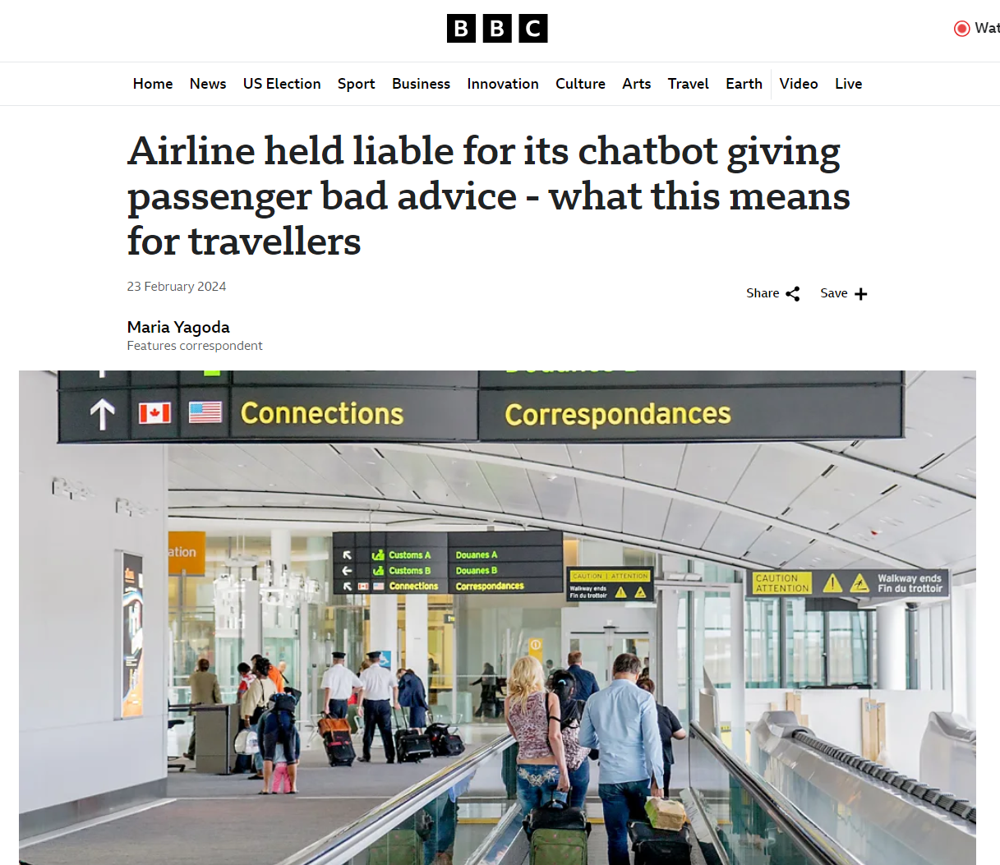 BBC
Wat
Home News US Election Sport Business Innovation Culture Arts Travel Earth Video Live
Airline held liable for its chatbot giving
passenger bad advice - what this means
for travellers
23 February 2024
Share Save
Maria Yagoda
Features correspondent
Connections Correspondances
ation
Customs A Douanes A
Customs B Douanes B
Connections Correspondances
CAUTION | ATTENTION
Walkway ends
Fin du trottoir
CAUTION
ATTENTION
Walkway ends
Fin du trottoir